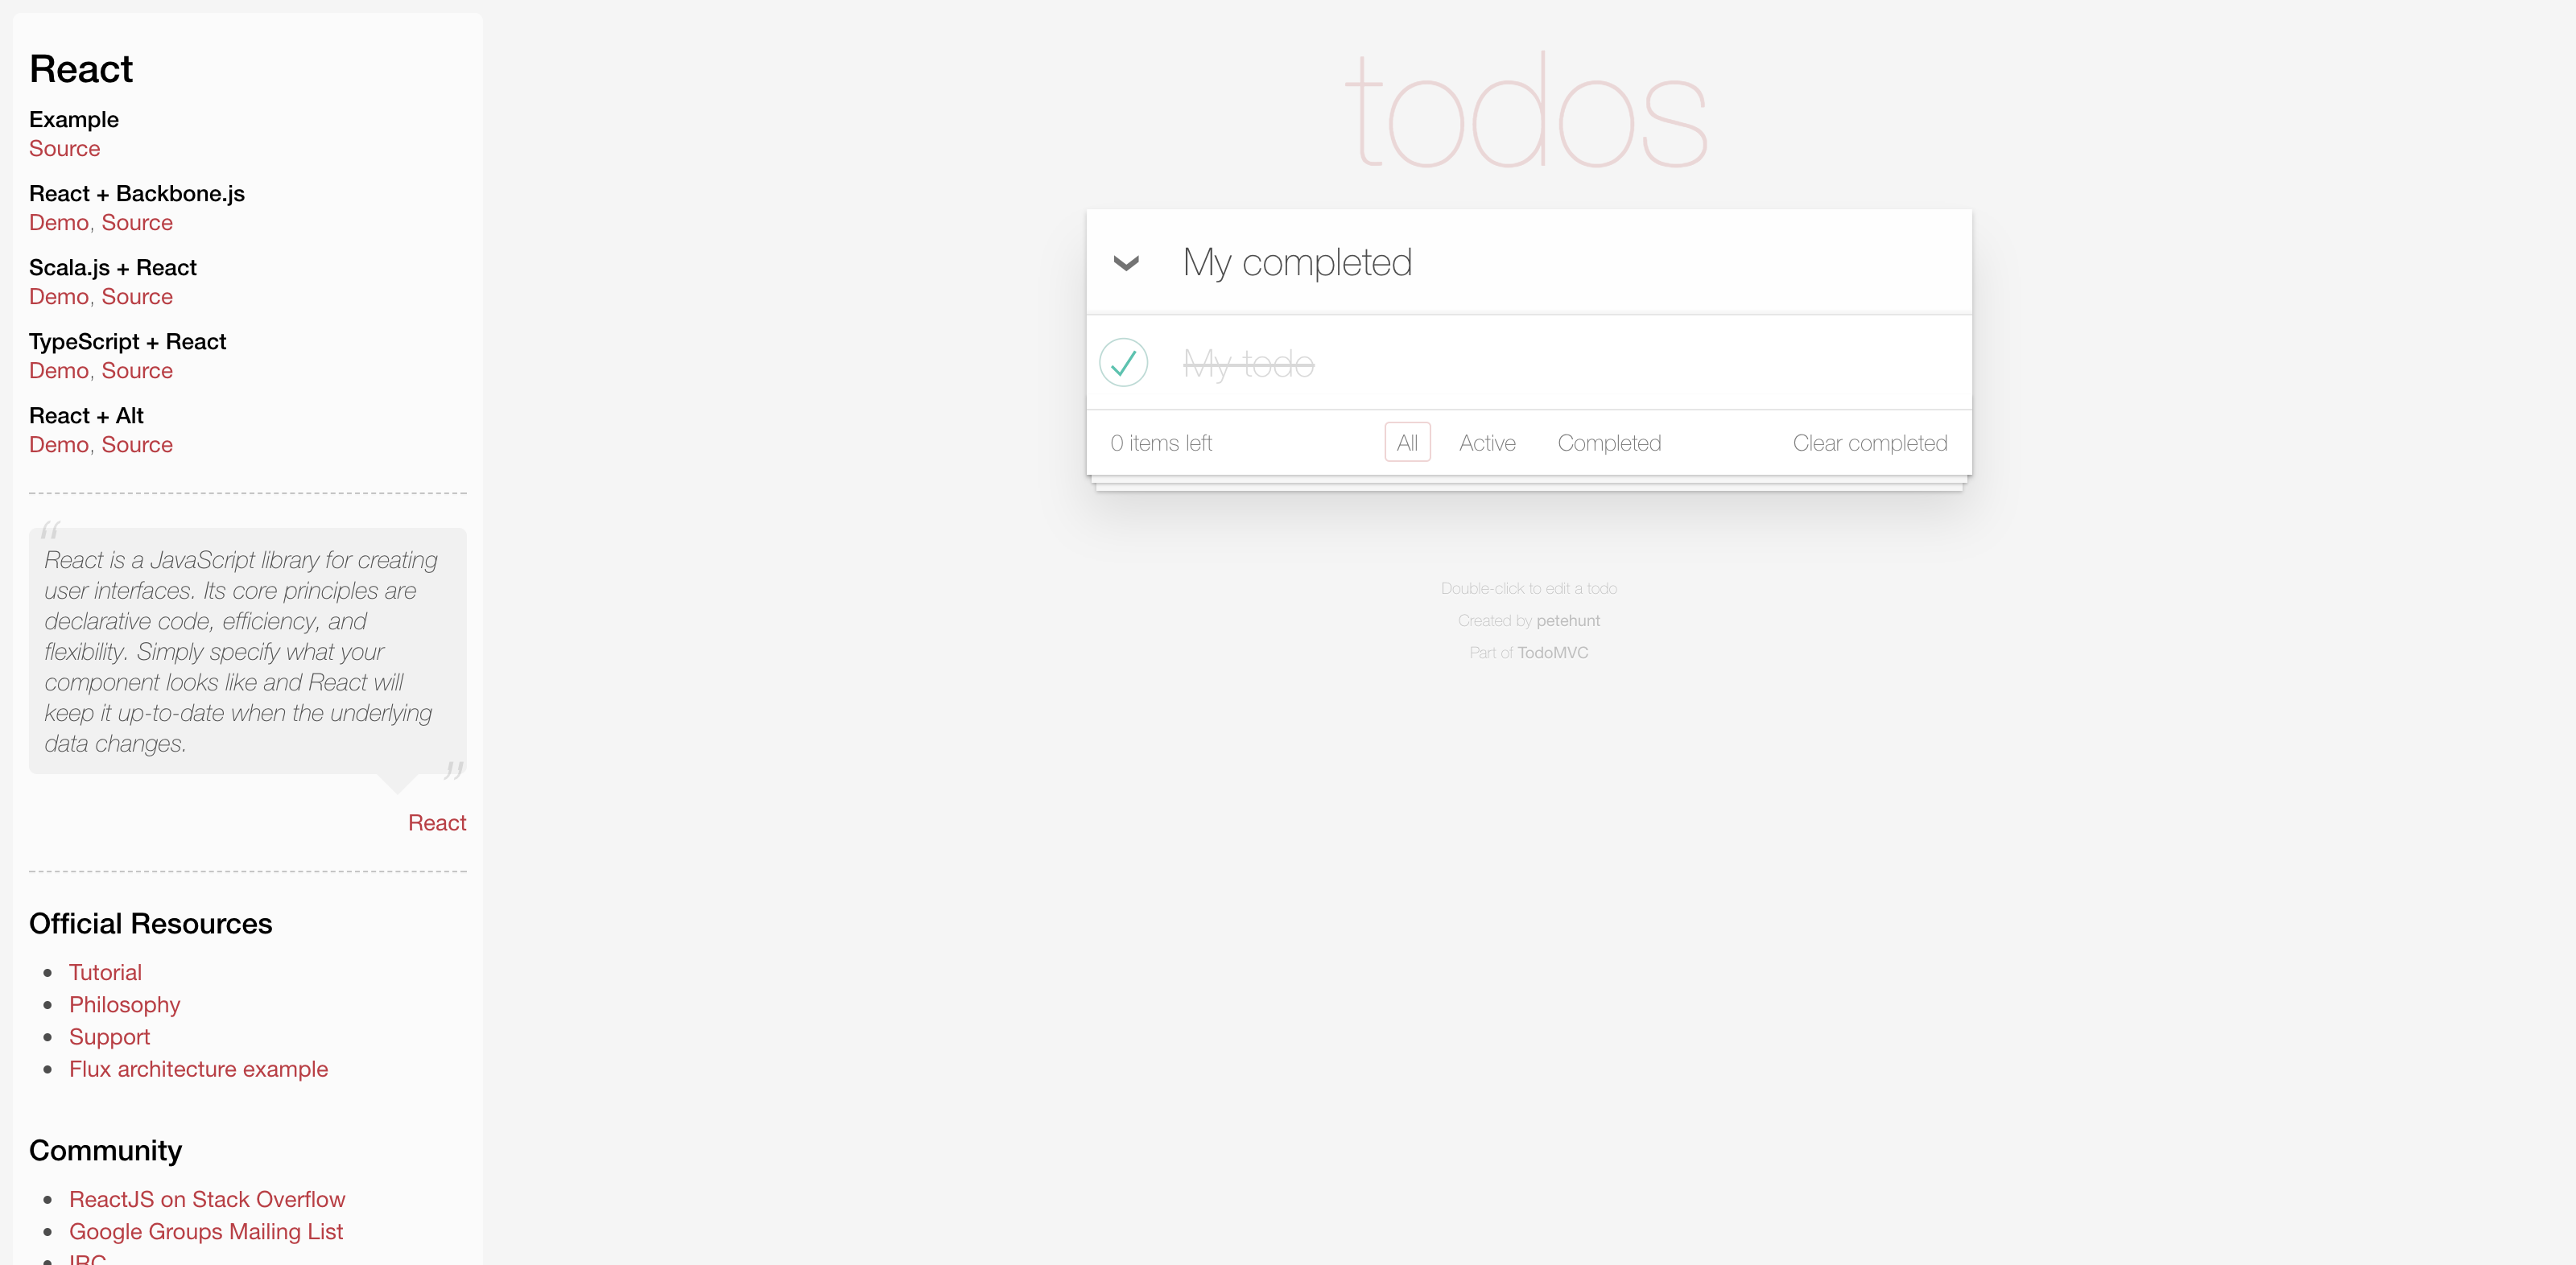 React
Example
Source
React + Backbone.js
Demo, Source
Scala.js + React
Demo, Source
TypeScript + React
Demo, Source
React + Alt
Demo, Source
“
React is a JavaScript library for creating
user interfaces. Its core principles are
declarative code, efficiency, and
flexibility. Simply specify what your
component looks like and React will
keep it up-to-date when the underlying
data changes.
”
React
Official Resources
• Tutorial
• Philosophy
• Support
• Flux architecture example
Community
• ReactJS on Stack Overflow
• Google Groups Mailing List
• IRC
todos
My completed
My todo
0 items left
All Active Completed
Clear completed
Double-click to edit a todo
Created by petehunt
Part of TodoMVC